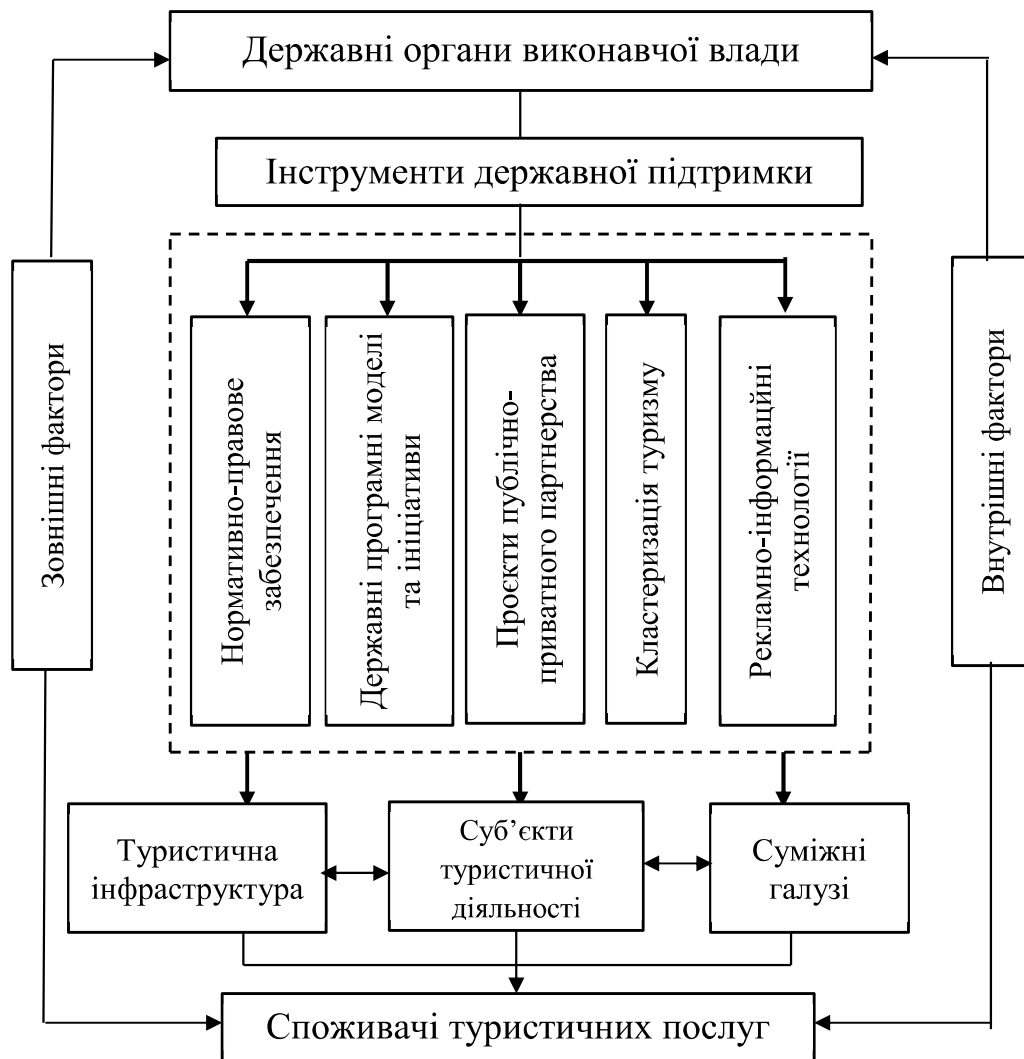 Державні органи виконавчої влади
Інструменти державної підтримки
Зовнішні фактори
Нормативно-правове
забезпечення
Державні програмні моделі
та ініціативи
Проєкти публічно-
приватного партнерства
Кластеризація туризму
Рекламно-інформаційні
технології
Внутрішні фактори
Туристична
інфраструктура
Суб’єкти
туристичної
діяльності
Суміжні
галузі
Споживачі туристичних послуг